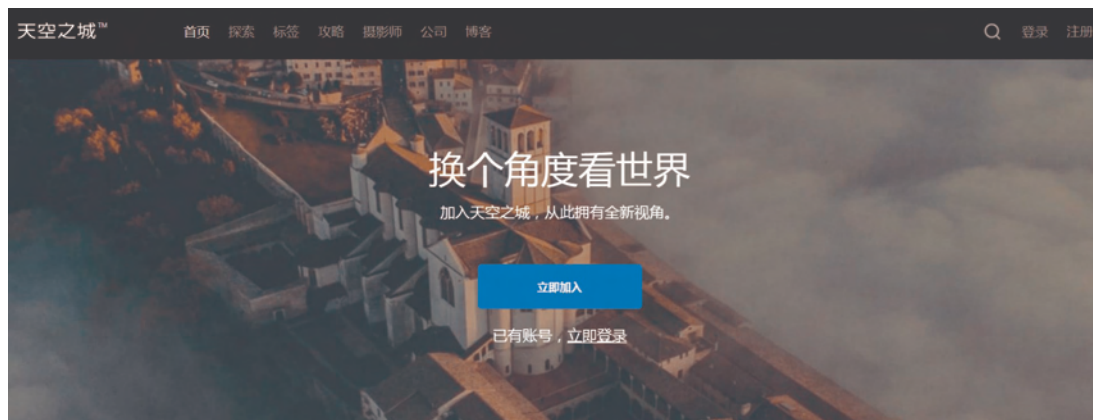 天空之城™ 首页 探索 标签 攻略 摄影师 公司 博客 登录 注册
换个角度看世界
加入天空之城，从此拥有全新视角。
立即加入
已有账号，立即登录